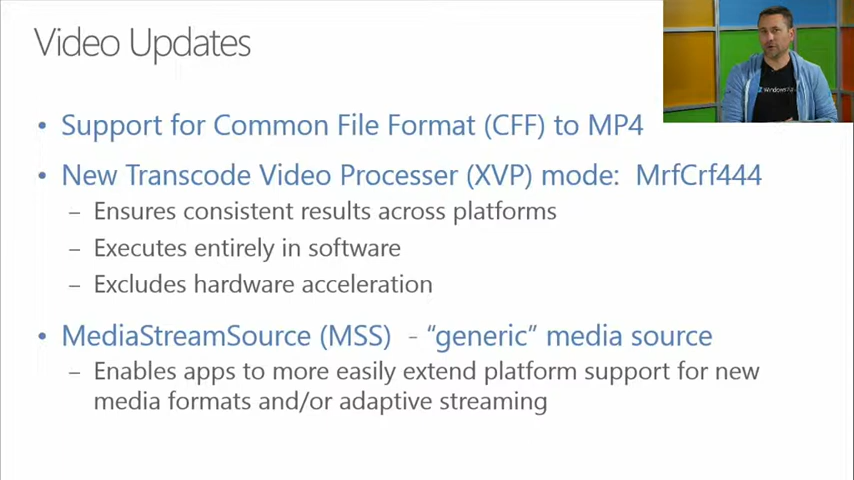 Video Updates
• Support for Common File Format (CFF) to MP4
• New Transcode Video Processer (XVP) mode: MrfCrf444
– Ensures consistent results across platforms
– Executes entirely in software
– Excludes hardware acceleration
• MediaStreamSource (MSS) - “generic” media source
– Enables apps to more easily extend platform support for new
media formats and/or adaptive streaming